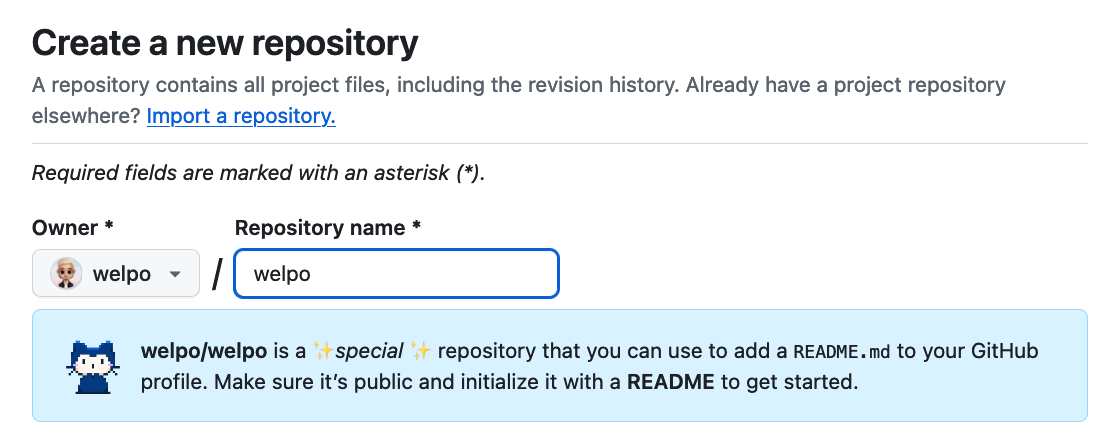 Create a new repository
A repository contains all project files, including the revision history. Already have a project repository
elsewhere? Import a repository.
Required fields are marked with an asterisk (*).
Owner * Repository name *
welpo / welpo
welpo/welpo is a ✨special ✨ repository that you can use to add a README.md to your GitHub
profile. Make sure it’s public and initialize it with a README to get started.